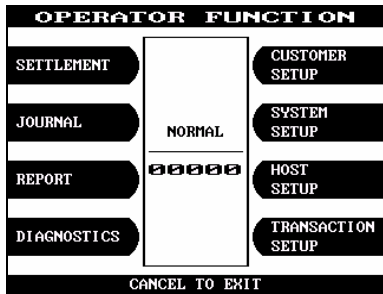 OPERATOR FUNCTION
SETTLEMENT
CUSTOMER
SETUP
JOURNAL
NORMAL
SYSTEM
SETUP
REPORT
00000
HOST
SETUP
DIAGNOSTICS
TRANSACTION
SETUP
CANCEL TO EXIT